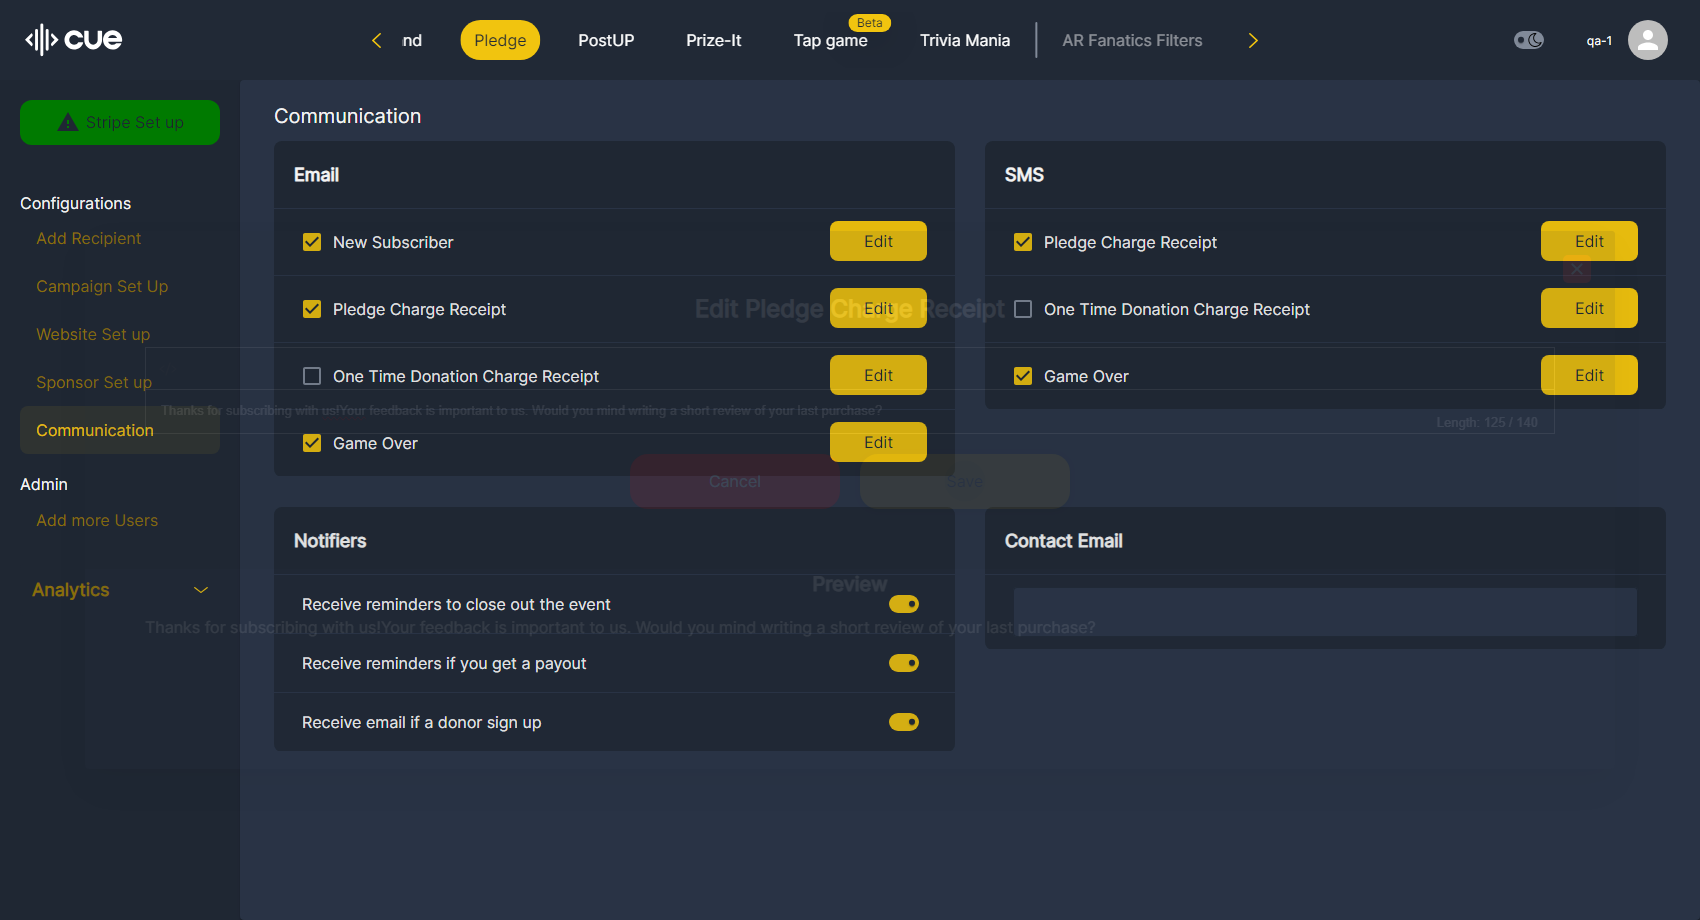 cue
nd
Pledge
PostUP
Prize-It
Beta
Tap game
Trivia Mania
AR Fanatics Filters
qa-1
Stripe Set up
Configurations
Add Recipient
Campaign Set Up
Website Set up
Sponsor Set up
Communication
Admin
Add more Users
Analytics
Communication
Email
New Subscriber
Edit
Pledge Charge Receipt
Edit
One Time Donation Charge Receipt
Edit
Game Over
Edit
SMS
Pledge Charge Receipt
Edit
One Time Donation Charge Receipt
Edit
Game Over
Edit
Notifiers
Receive reminders to close out the event
Receive reminders if you get a payout
Receive email if a donor sign up
Contact Email
Edit Pledge Charge Receipt
Thanks for subscribing with us!Your feedback is important to us. Would you mind writing a short review of your last purchase?
Length: 125 / 140
Cancel
Save
Preview
Thanks for subscribing with us!Your feedback is important to us. Would you mind writing a short review of your last purchase?